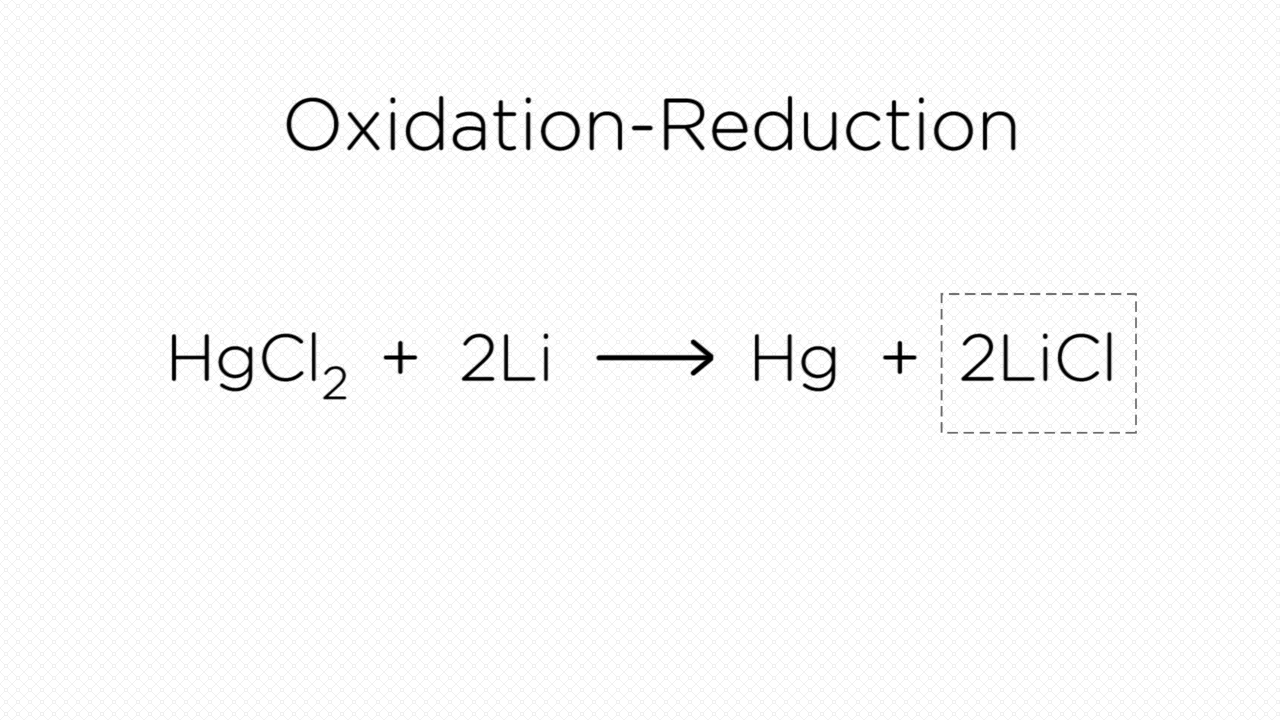 Oxidation-Reduction
HgCl₂ + 2Li ⟶ Hg + 2LiCl